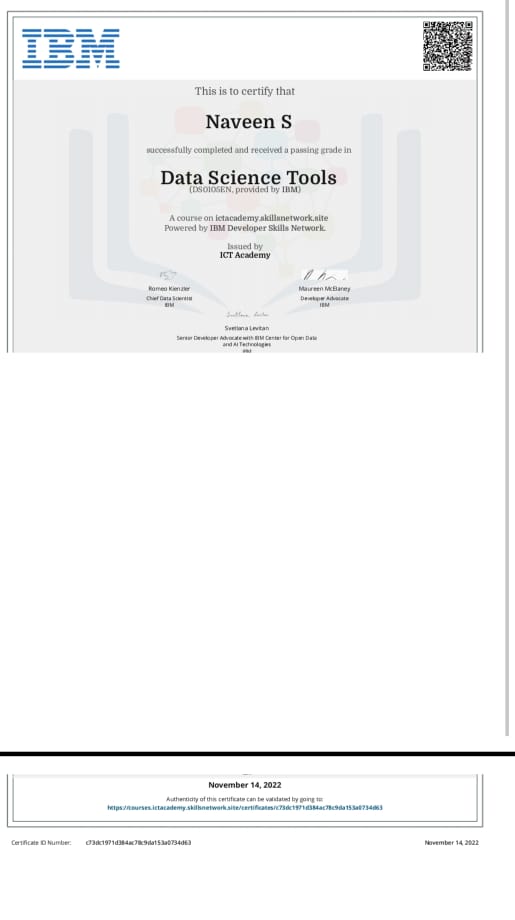 IBM
This is to certify that
Naveen S
successfully completed and received a passing grade in
Data Science Tools
(DS0105EN, provided by IBM)
A course on ictacademy.skillsnetwork.site
Powered by IBM Developer Skills Network.
Issued by
ICT Academy
Romeo Kienzler
Chief Data Scientist
IBM
Maureen McElaney
Developer Advocate
IBM
Svetlana Levitan
Senior Developer Advocate with IBM Center for Open Data
and AI Technologies
IBM
November 14, 2022
Authenticity of this certificate can be validated by going to:
https://courses.ictacademy.skillsnetwork.site/certificates/c73dc1971d384ac78c9da153a0734d63
Certificate ID Number: c73dc1971d384ac78c9da153a0734d63
November 14, 2022